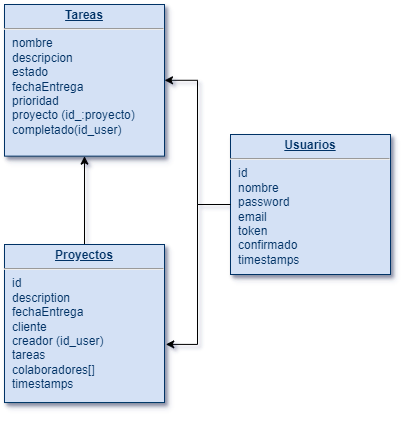 Tareas
nombre
descripcion
estado
fechaEntrega
prioridad
proyecto (id_:proyecto)
completado(id_user)
Usuarios
id
nombre
password
email
token
confirmado
timestamps
Proyectos
id
description
fechaEntrega
cliente
creador (id_user)
tareas
colaboradores[]
timestamps